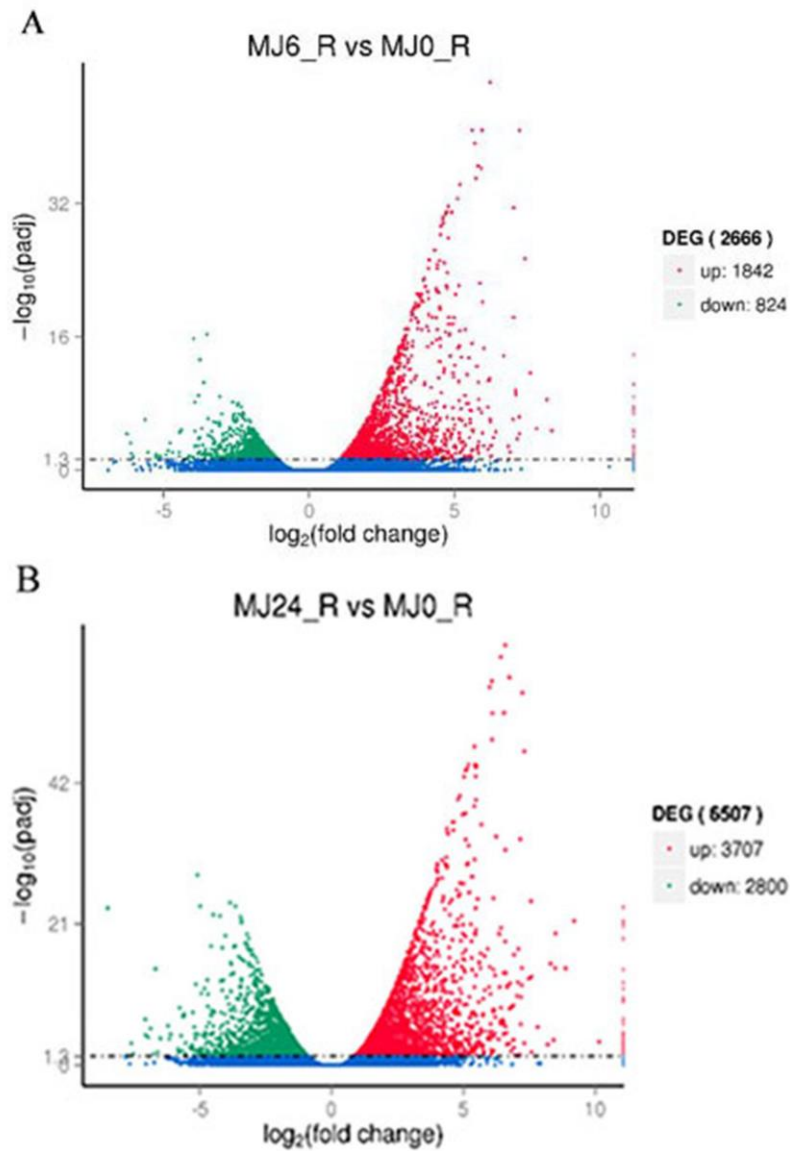 A
MJ6_R vs MJ0_R
−log₁₀(padj)
32
16
1.3
0
-5 0 5 10
log₂(fold change)
DEG ( 2666 )
up: 1842
down: 824
B
MJ24_R vs MJ0_R
−log₁₀(padj)
42
21
1.3
0
-5 0 5 10
log₂(fold change)
DEG ( 6507 )
up: 3707
down: 2800